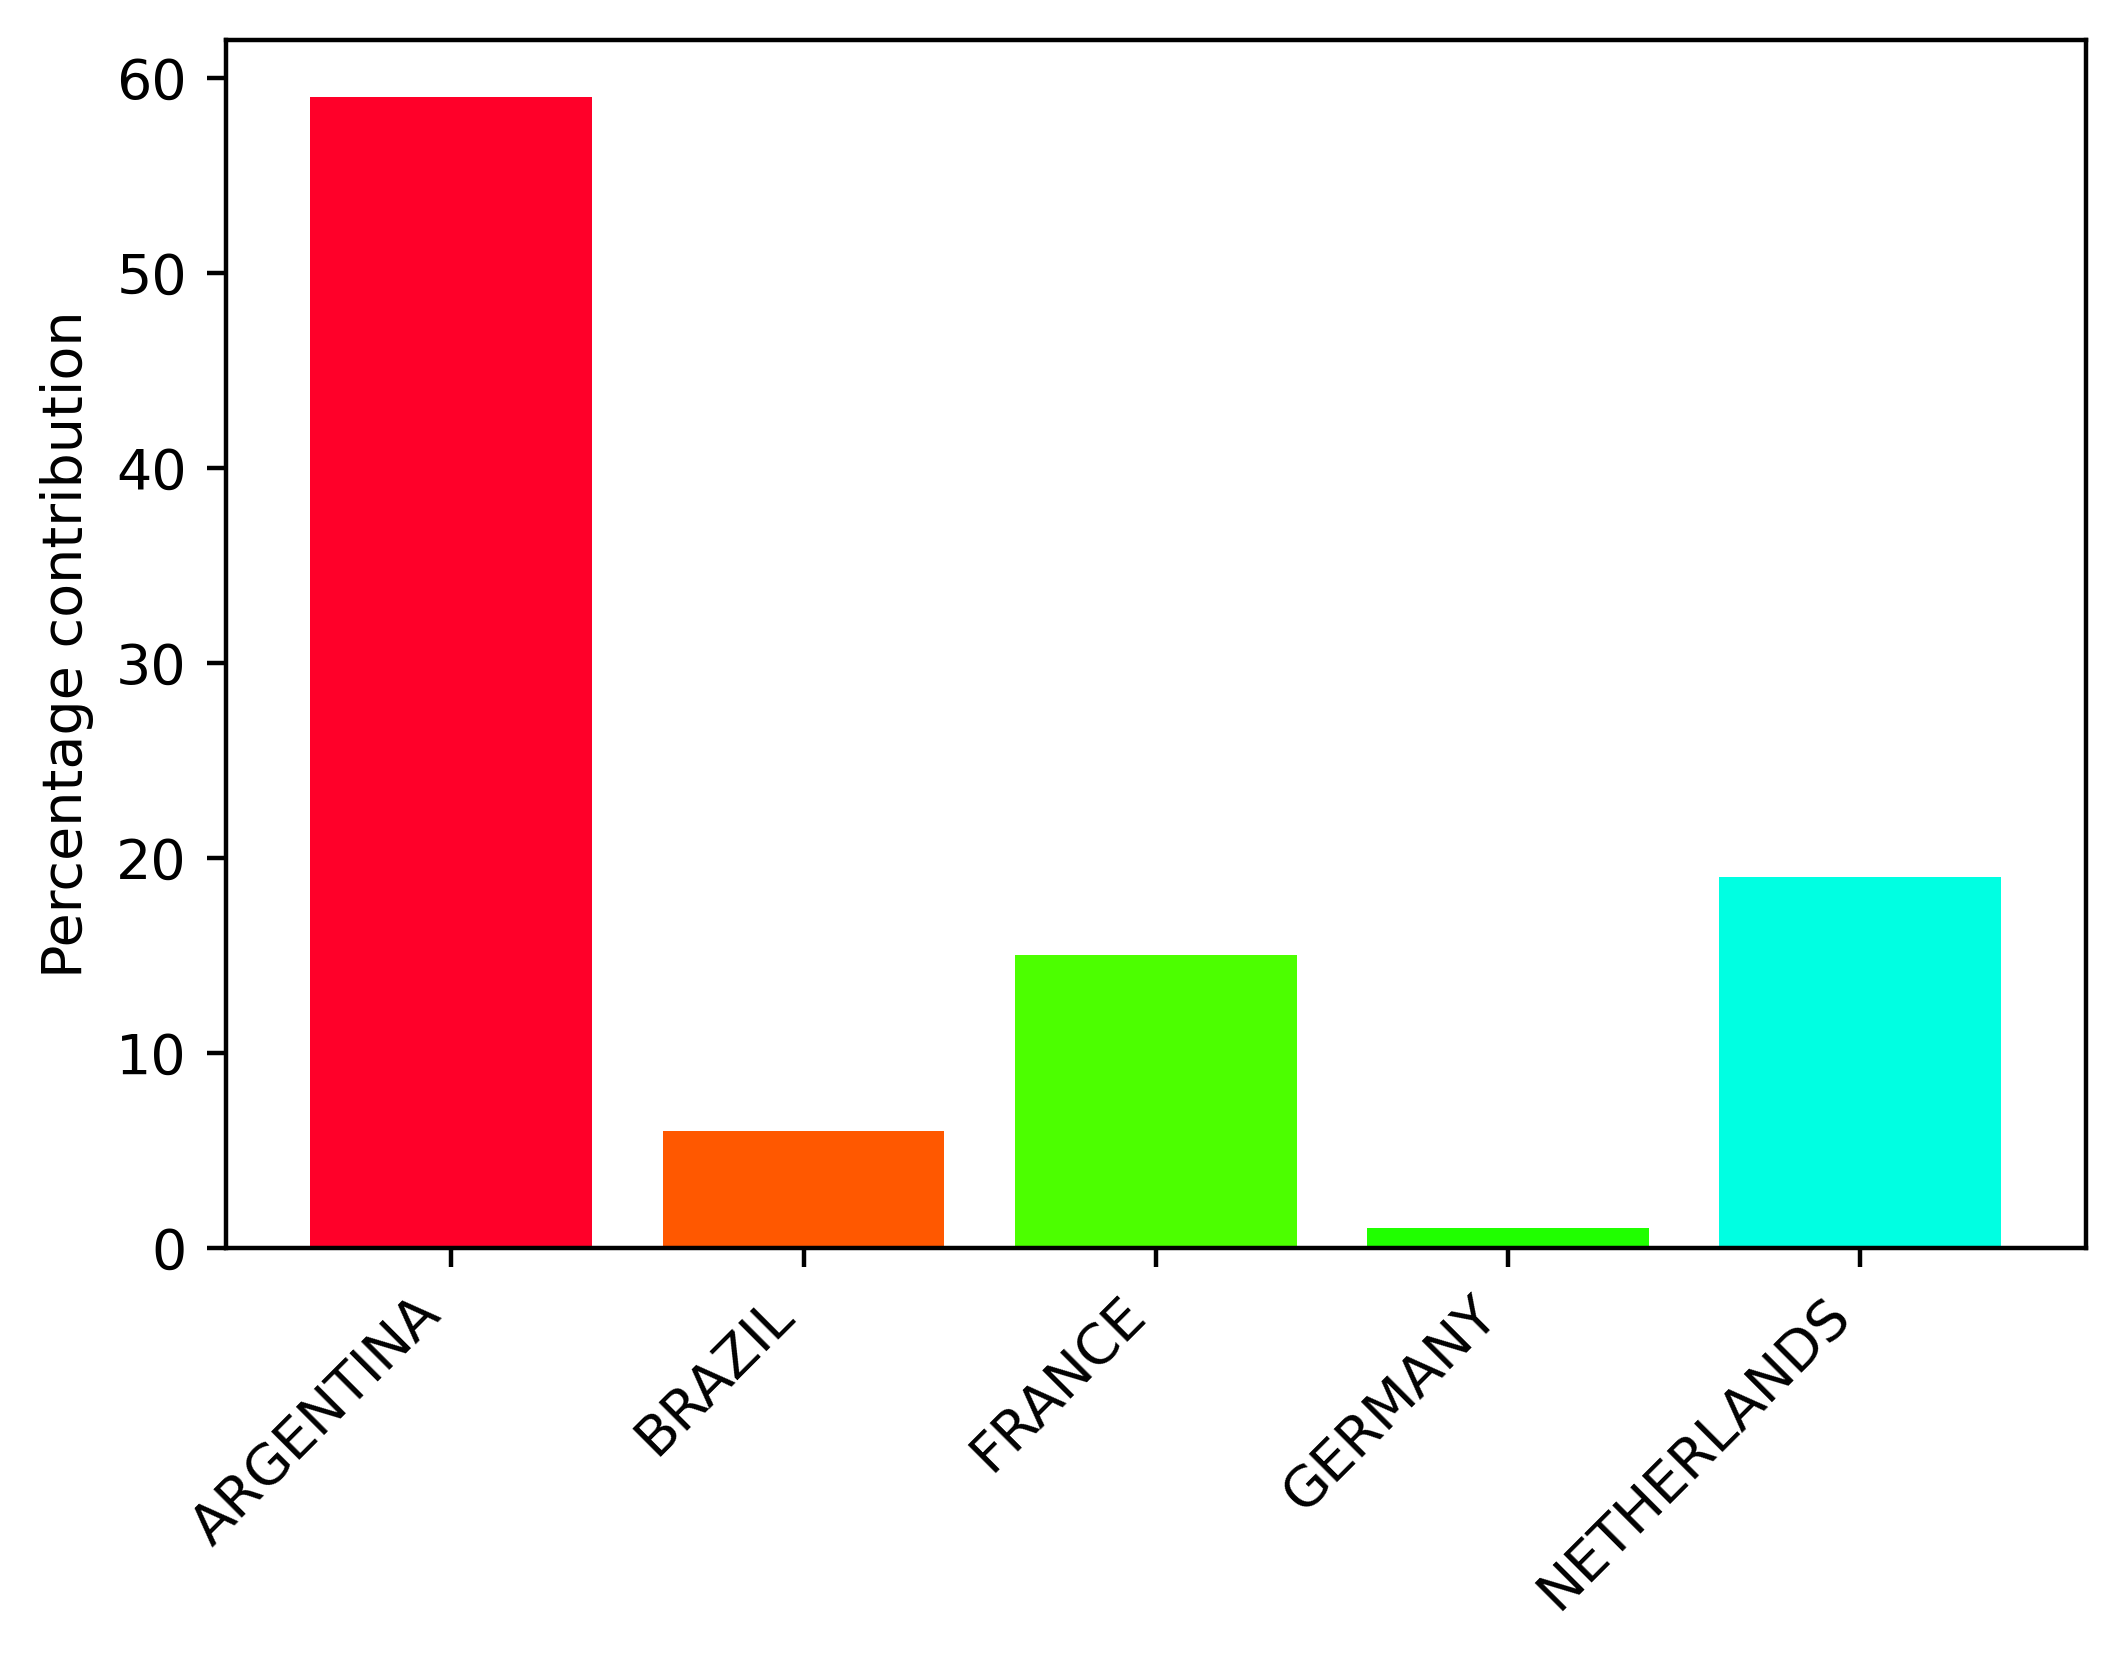 Percentage contribution
60
50
40
30
20
10
0
ARGENTINA
BRAZIL
FRANCE
GERMANY
NETHERLANDS